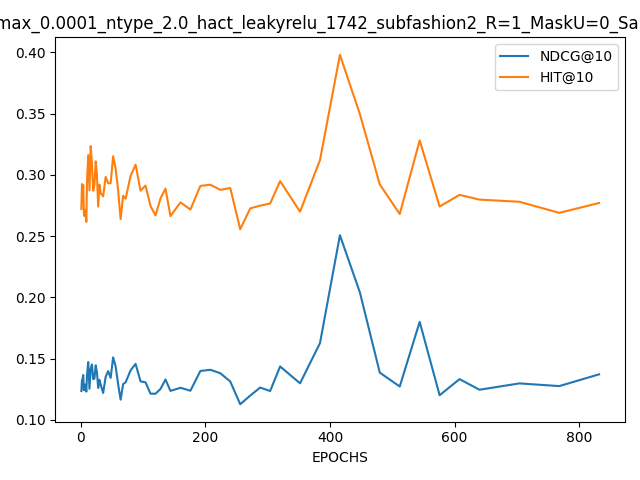 max_0.0001_ntype_2.0_hact_leakyrelu_1742_subfashion2_R=1_MaskU=0_Sa
NDCG@10
HIT@10
0.40
0.35
0.30
0.25
0.20
0.15
0.10
0 200 400 600 800
EPOCHS